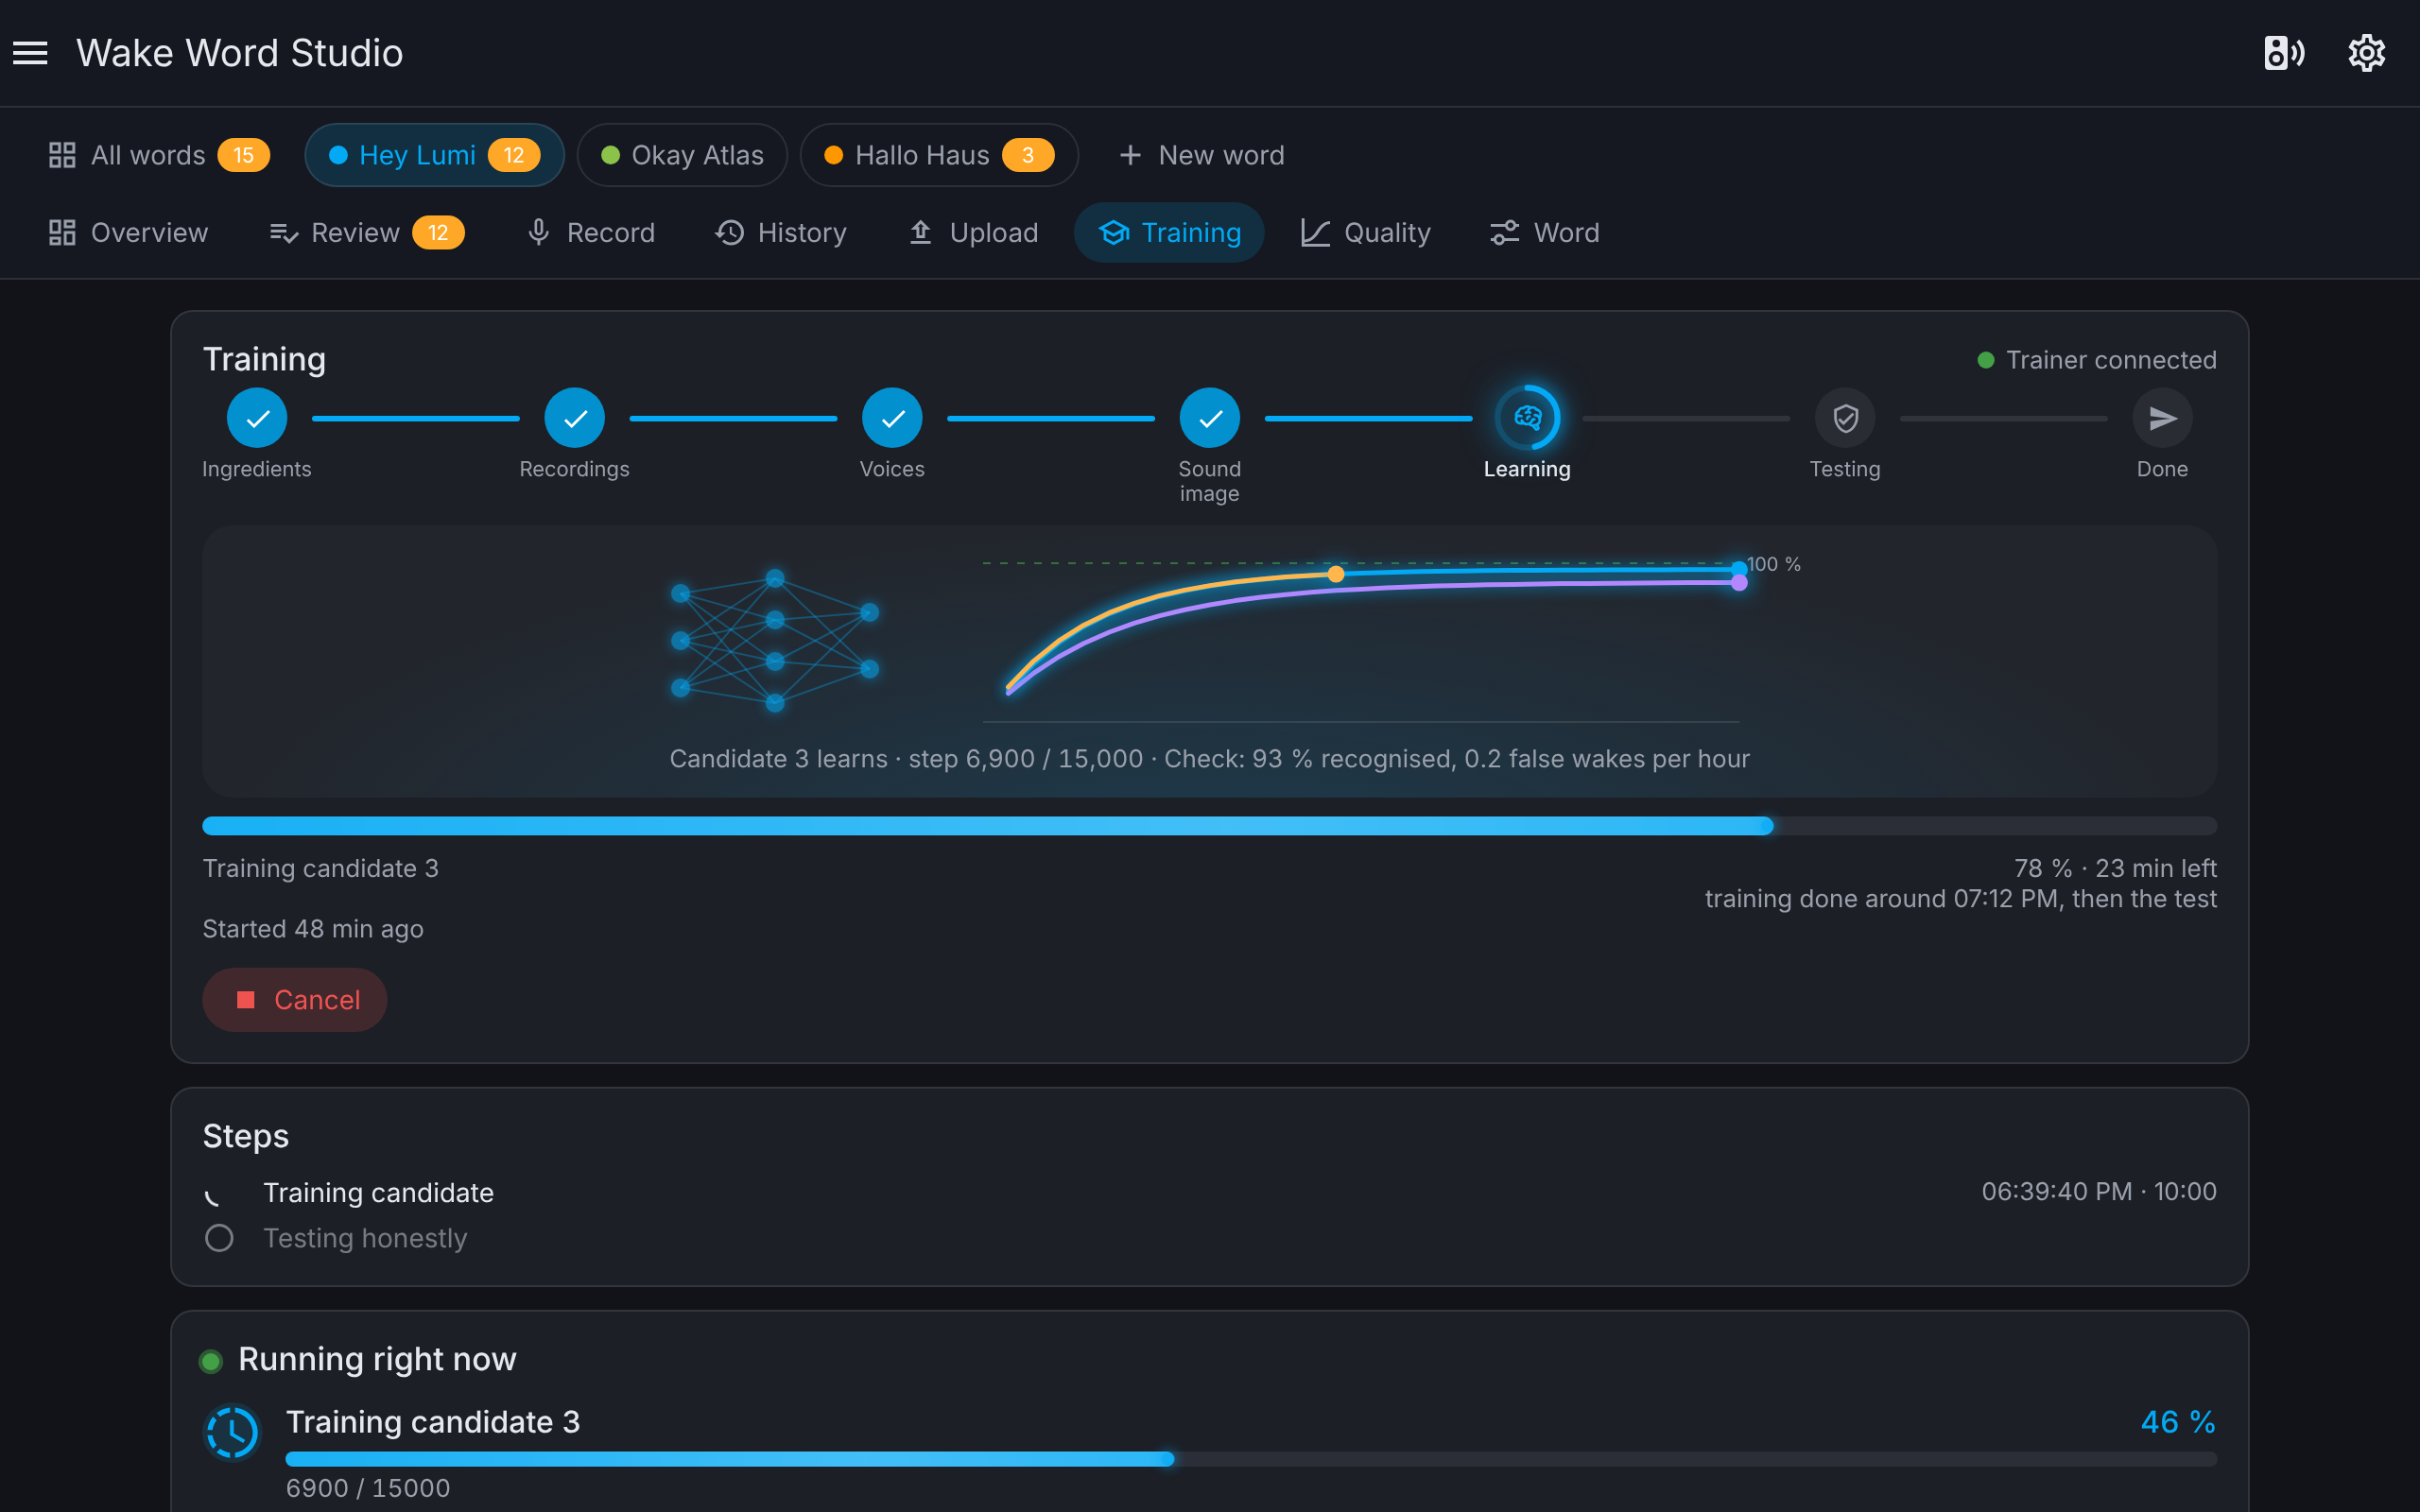 Wake Word Studio
All words 15 Hey Lumi 12 Okay Atlas Hallo Haus 3 + New word
Overview Review 12 Record History Upload Training Quality Word
Training
Trainer connected
Ingredients Recordings Voices Sound image Learning Testing Done
100 %
Candidate 3 learns · step 6,900 / 15,000 · Check: 93 % recognised, 0.2 false wakes per hour
Training candidate 3
78 % · 23 min left
training done around 07:12 PM, then the test
Started 48 min ago
Cancel
Steps
Training candidate 06:39:40 PM · 10:00
Testing honestly
Running right now
Training candidate 3 46 %
6900 / 15000